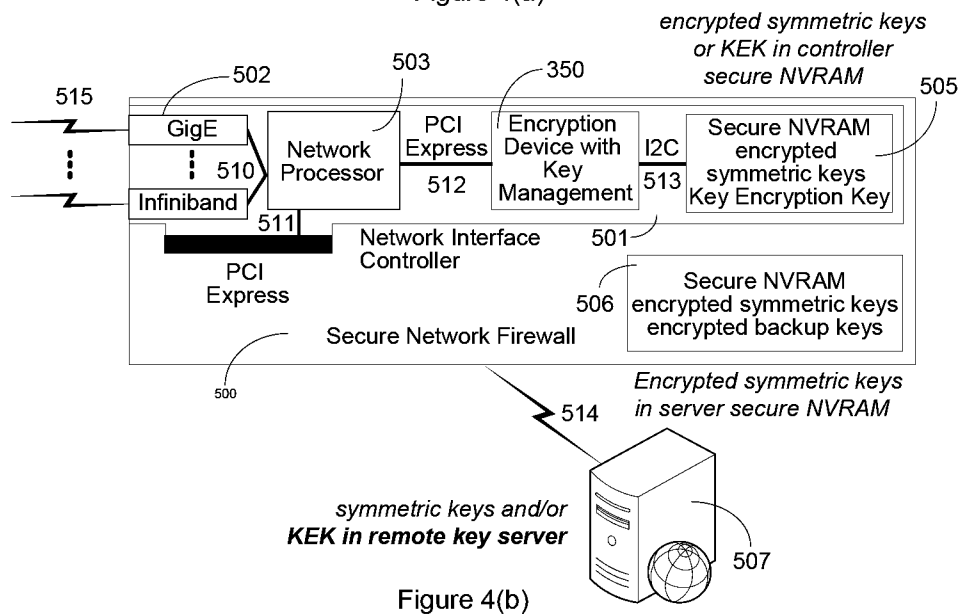 encrypted symmetric keys
or KEK in controller
secure NVRAM
502
503
350
505
515
GigE
510
Infiniband
Network
Processor
511
PCI
Express
512
Encryption
Device with
Key
Management
I2C
513
Secure NVRAM
encrypted
symmetric keys
Key Encryption Key
501
Network Interface
Controller
PCI
Express
506
Secure NVRAM
encrypted symmetric keys
encrypted backup keys
Secure Network Firewall
500
Encrypted symmetric keys
in server secure NVRAM
514
symmetric keys and/or
KEK in remote key server
507
Figure 4(b)